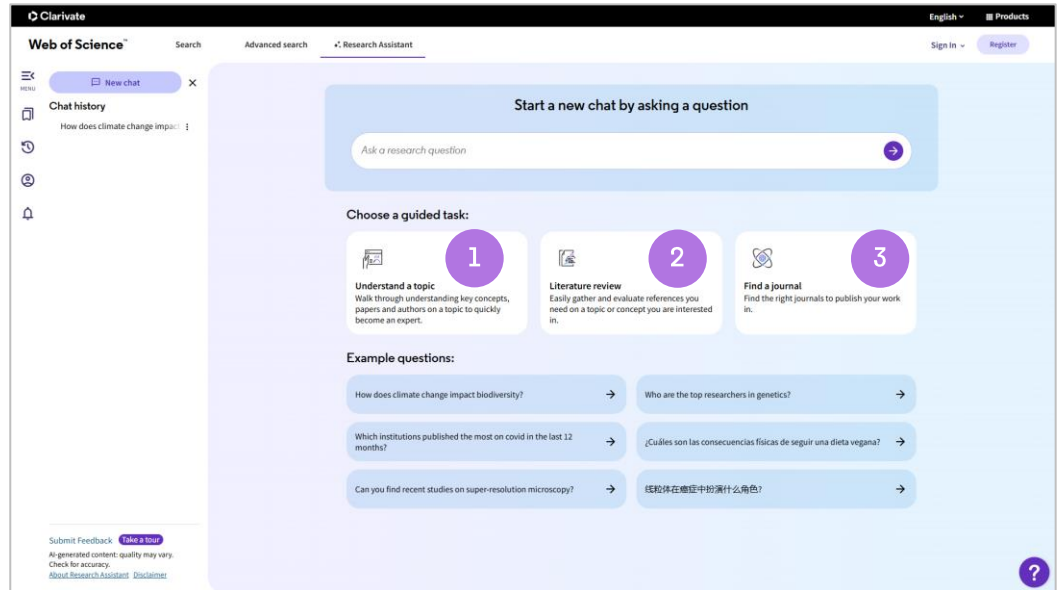 Clarivate
English
Products
Web of Science™
Search
Advanced search
Research Assistant
Sign In
Register
MENU
New chat
Chat history
How does climate change impac
Start a new chat by asking a question
Ask a research question
Choose a guided task:
1
Understand a topic
Walk through understanding key concepts,
papers and authors on a topic to quickly
become an expert.
2
Literature review
Easily gather and evaluate references you
need on a topic or concept you are interested
in.
3
Find a journal
Find the right journals to publish your work
in.
Example questions:
How does climate change impact biodiversity?
Who are the top researchers in genetics?
Which institutions published the most on covid in the last 12
months?
¿Cuáles son las consecuencias físicas de seguir una dieta vegana?
Can you find recent studies on super-resolution microscopy?
线粒体在癌症中扮演什么角色?
Submit Feedback
Take a tour
AI-generated content: quality may vary.
Check for accuracy.
About Research Assistant Disclaimer
?